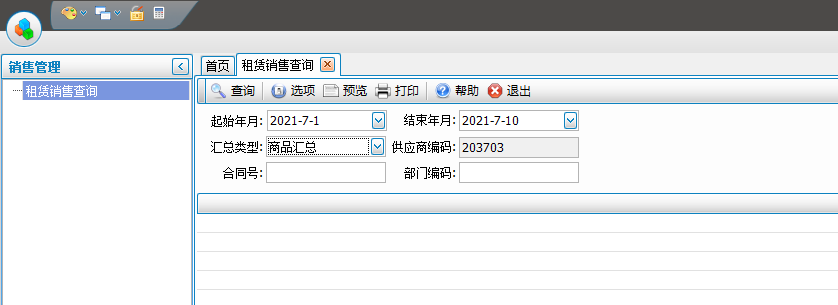 销售管理
租赁销售查询
首页 租赁销售查询
查询 选项 预览 打印 帮助 退出
起始年月: 2021-7-1 结束年月: 2021-7-10
汇总类型: 商品汇总 供应商编码: 203703
合同号: 部门编码: